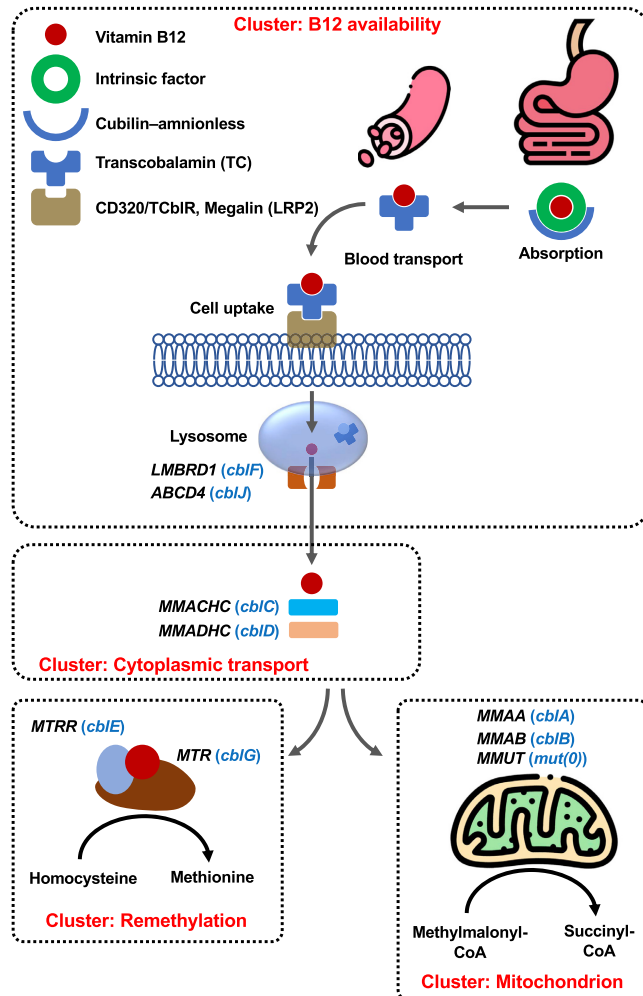 Cluster: B12 availability
Vitamin B12
Intrinsic factor
Cubilin–amnionless
Transcobalamin (TC)
CD320/TCblR, Megalin (LRP2)
Absorption
Blood transport
Cell uptake
Lysosome
LMBRD1 (cblF)
ABCD4 (cblJ)
MMACHC (cblC)
MMADHC (cblD)
Cluster: Cytoplasmic transport
MTRR (cblE)
MTR (cblG)
Homocysteine
Methionine
Cluster: Remethylation
MMAA (cblA)
MMAB (cblB)
MMUT (mut(0))
Methylmalonyl-
CoA
Succinyl-
CoA
Cluster: Mitochondrion